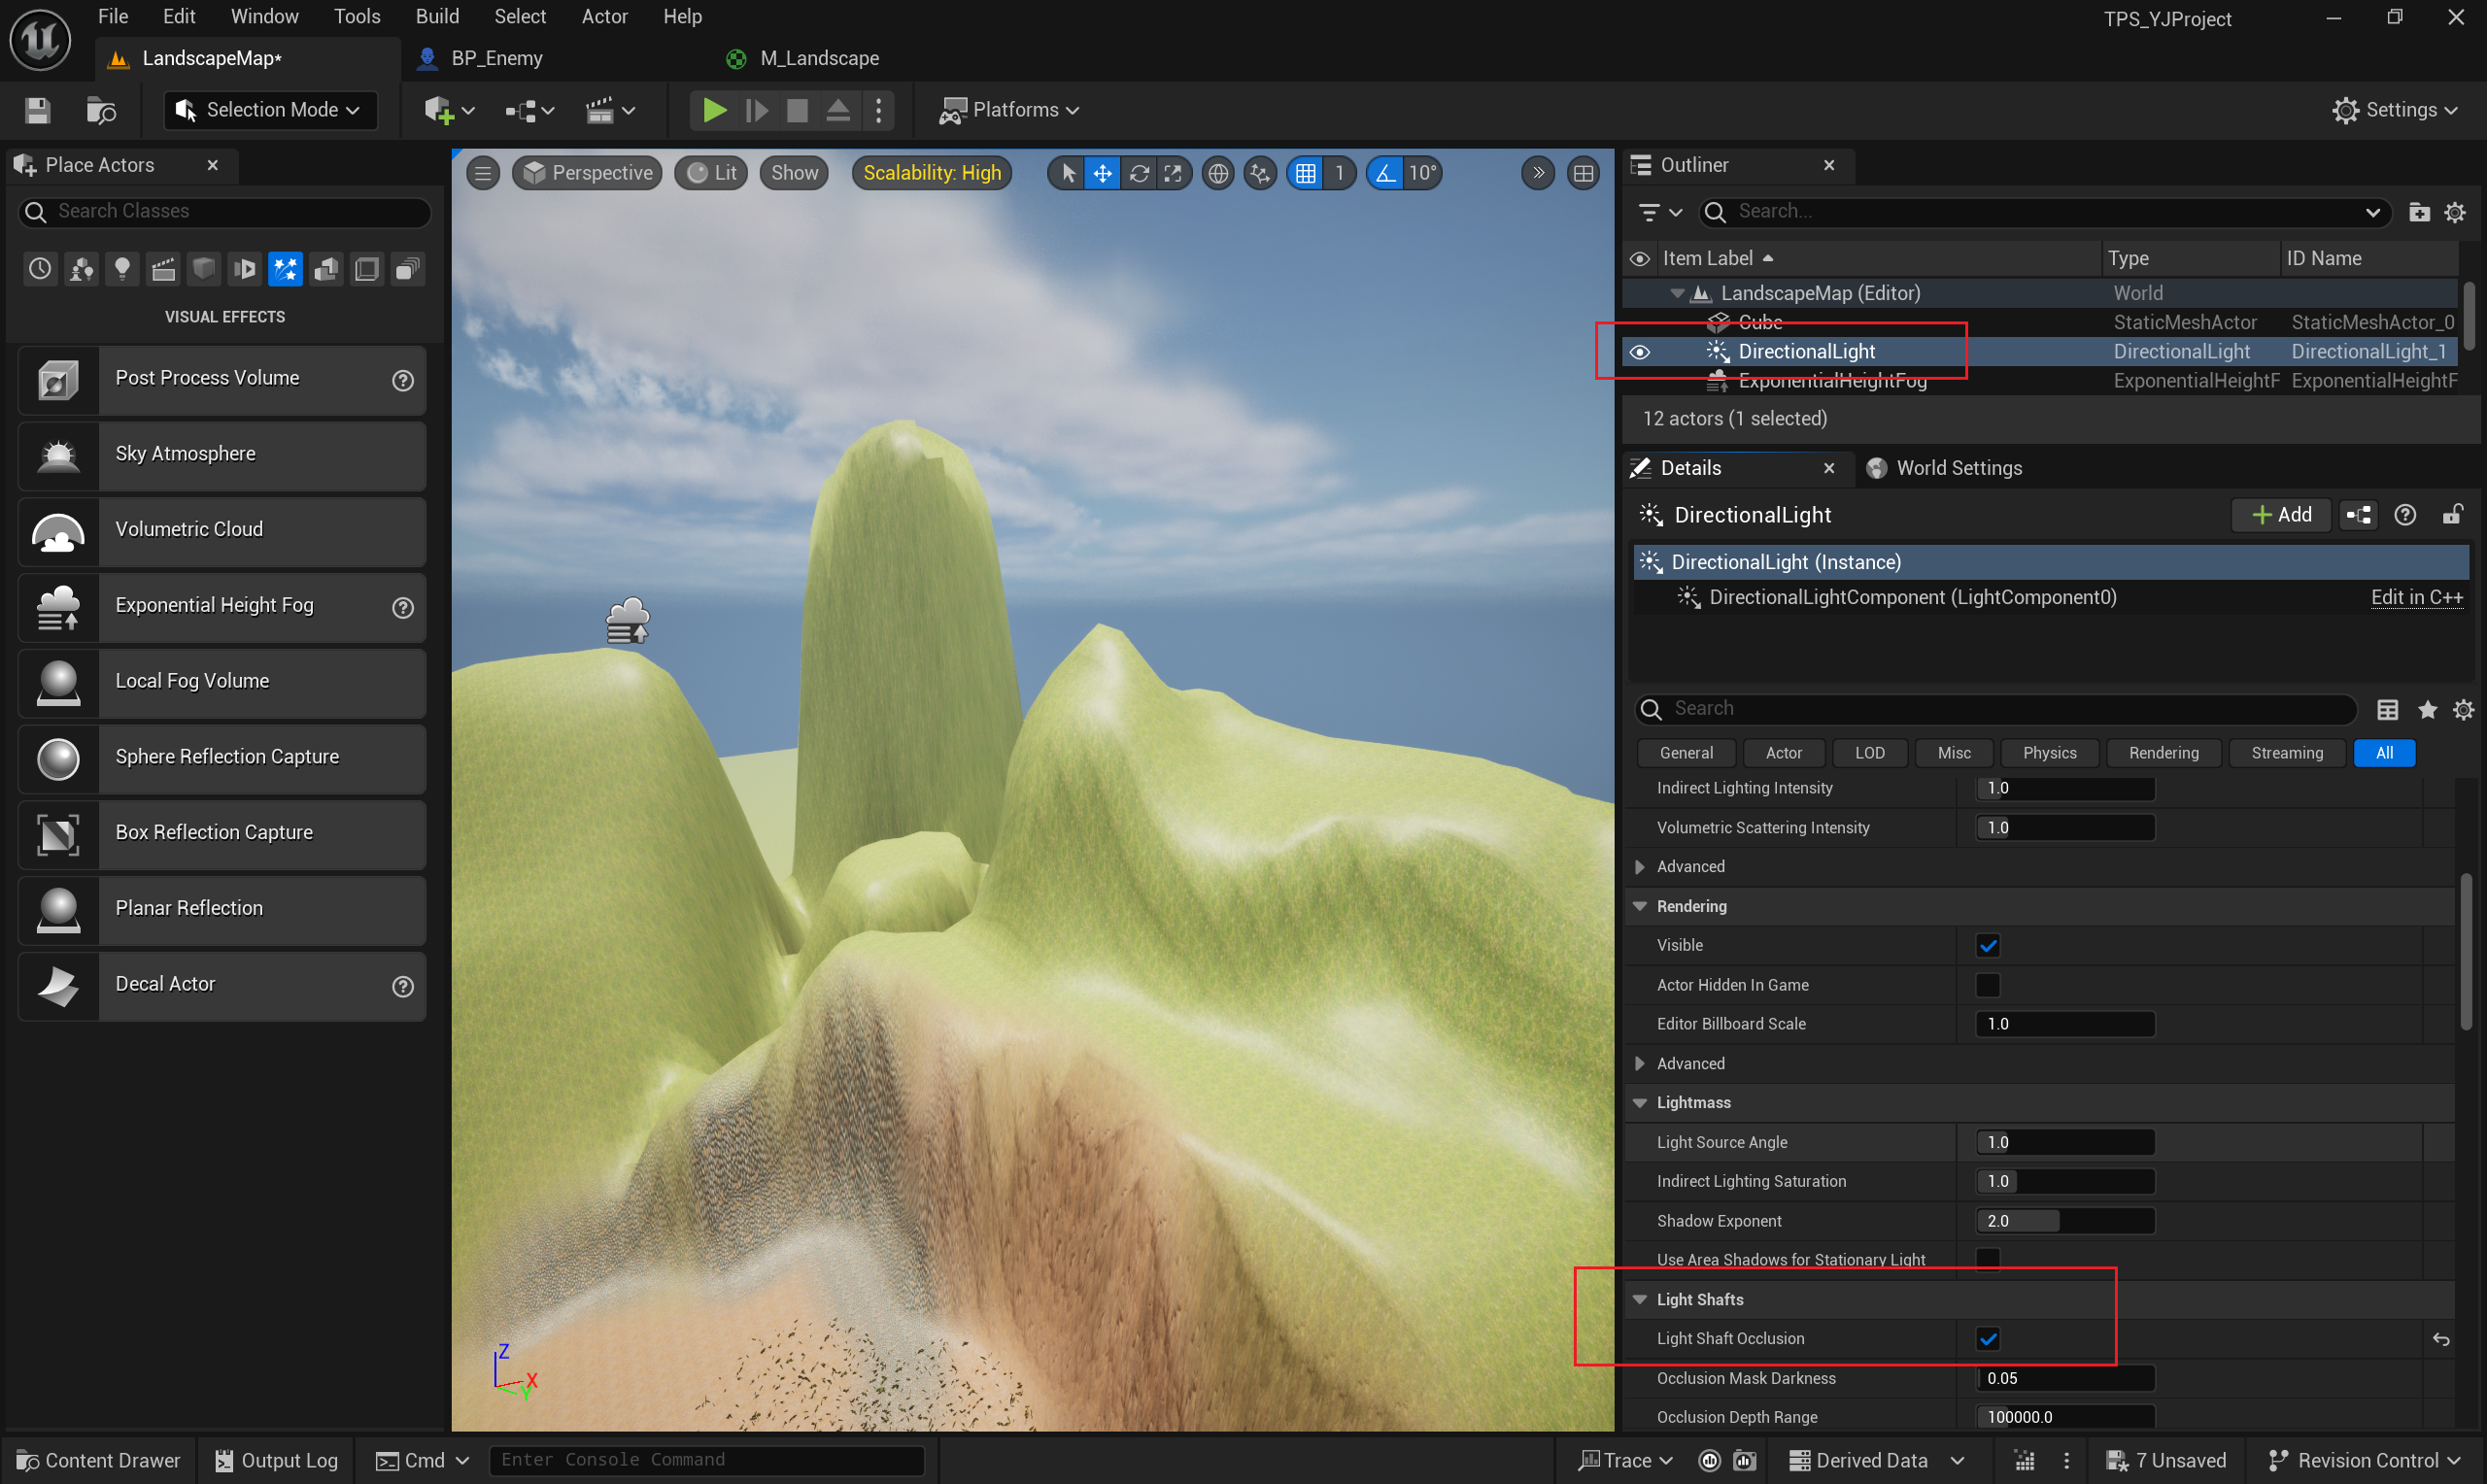 File Edit Window Tools Build Select Actor Help TPS_YJProject
LandscapeMap* BP_Enemy M_Landscape
Selection Mode Platforms Settings
Place Actors
Search Classes
VISUAL EFFECTS
Post Process Volume
Sky Atmosphere
Volumetric Cloud
Exponential Height Fog
Local Fog Volume
Sphere Reflection Capture
Box Reflection Capture
Planar Reflection
Decal Actor
Perspective Lit Show Scalability: High 1 10°
Z
X
Y
Outliner
Search...
Item Label Type ID Name
LandscapeMap (Editor) World
Cube StaticMeshActor StaticMeshActor_0
DirectionalLight DirectionalLight DirectionalLight_1
ExponentialHeightFog ExponentialHeightF ExponentialHeightF
12 actors (1 selected)
Details World Settings
DirectionalLight Add
DirectionalLight (Instance)
DirectionalLightComponent (LightComponent0) Edit in C++
Search
General Actor LOD Misc Physics Rendering Streaming All
Indirect Lighting Intensity 1.0
Volumetric Scattering Intensity 1.0
Advanced
Rendering
Visible
Actor Hidden In Game
Editor Billboard Scale 1.0
Advanced
Lightmass
Light Source Angle 1.0
Indirect Lighting Saturation 1.0
Shadow Exponent 2.0
Use Area Shadows for Stationary Light
Light Shafts
Light Shaft Occlusion
Occlusion Mask Darkness 0.05
Occlusion Depth Range 100000.0
Content Drawer Output Log Cmd Enter Console Command Trace Derived Data 7 Unsaved Revision Control